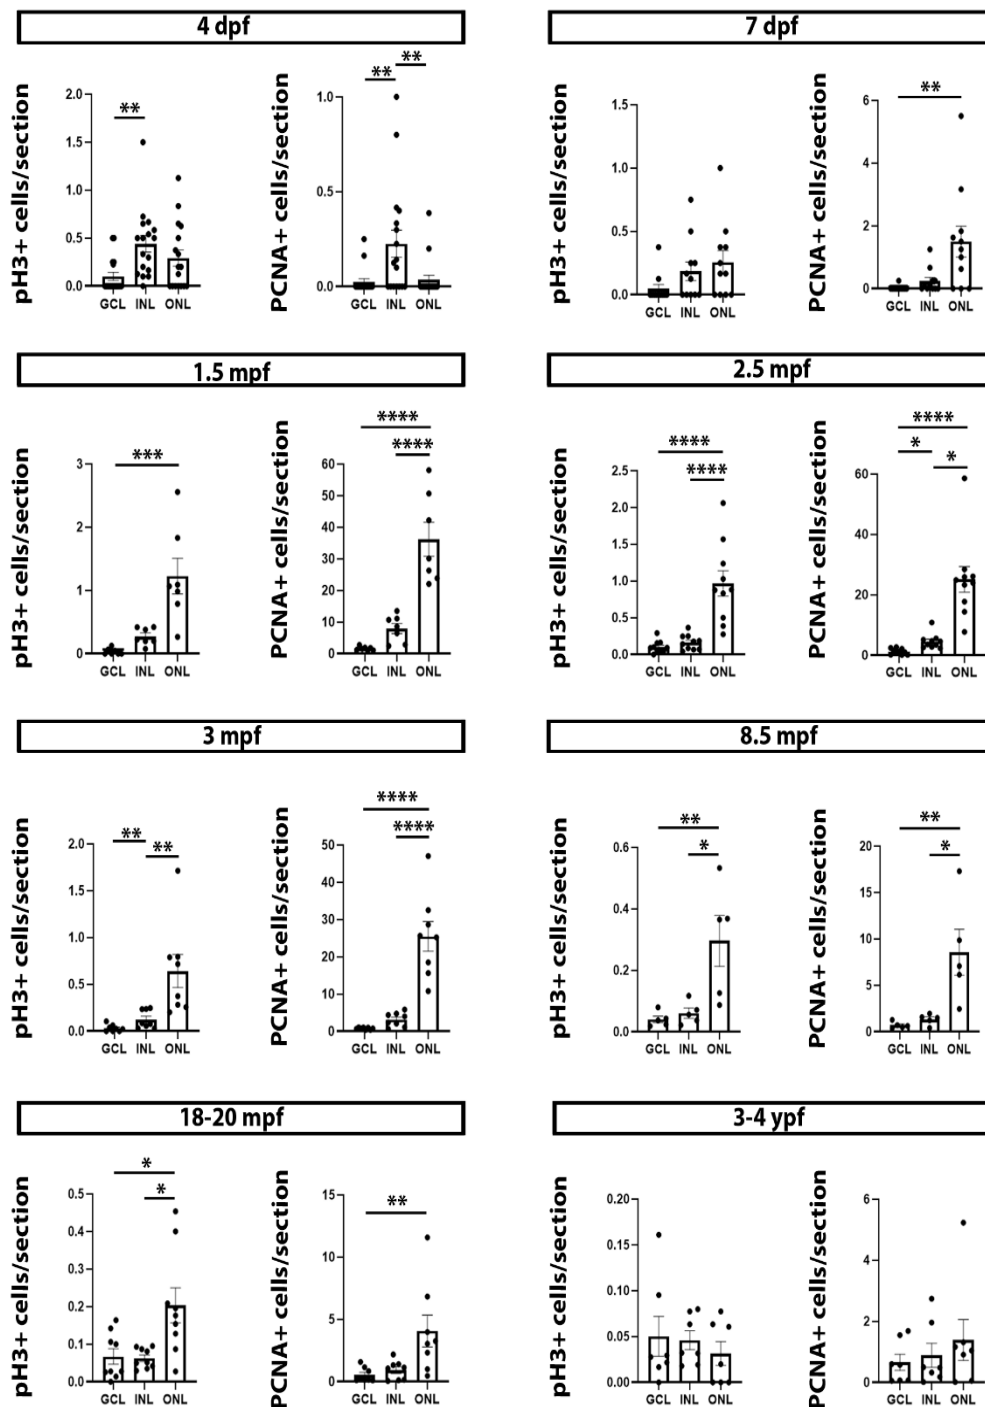 4 dpf
7 dpf
pH3+ cells/section
2.0
1.5
1.0
0.5
0.0
**
GCL INL ONL
PCNA+ cells/section
1.0
0.5
0.0
** **
GCL INL ONL
pH3+ cells/section
1.5
1.0
0.5
0.0
GCL INL ONL
PCNA+ cells/section
6
4
2
0
**
GCL INL ONL
1.5 mpf
2.5 mpf
pH3+ cells/section
3
2
1
0
***
GCL INL ONL
PCNA+ cells/section
60
50
40
30
20
10
0
****
****
GCL INL ONL
pH3+ cells/section
2.5
2.0
1.5
1.0
0.5
0.0
****
****
GCL INL ONL
PCNA+ cells/section
60
40
20
0
****
* *
GCL INL ONL
3 mpf
8.5 mpf
pH3+ cells/section
2.0
1.5
1.0
0.5
0.0
** **
GCL INL ONL
PCNA+ cells/section
50
40
30
20
10
0
****
****
GCL INL ONL
pH3+ cells/section
0.6
0.4
0.2
0.0
**
*
GCL INL ONL
PCNA+ cells/section
20
15
10
5
0
**
*
GCL INL ONL
18-20 mpf
3-4 ypf
pH3+ cells/section
0.5
0.4
0.3
0.2
0.1
0.0
*
*
GCL INL ONL
PCNA+ cells/section
15
10
5
0
**
GCL INL ONL
pH3+ cells/section
0.20
0.15
0.10
0.05
0.00
GCL INL ONL
PCNA+ cells/section
6
4
2
0
GCL INL ONL